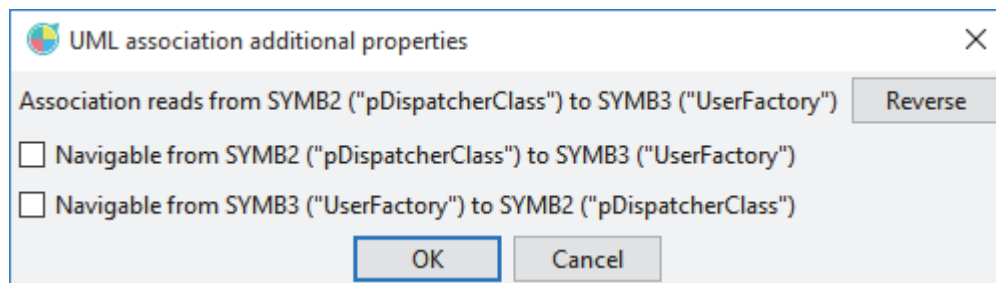 UML association additional properties
Association reads from SYMB2 ("pDispatcherClass") to SYMB3 ("UserFactory") Reverse
Navigable from SYMB2 ("pDispatcherClass") to SYMB3 ("UserFactory")
Navigable from SYMB3 ("UserFactory") to SYMB2 ("pDispatcherClass")
OK Cancel